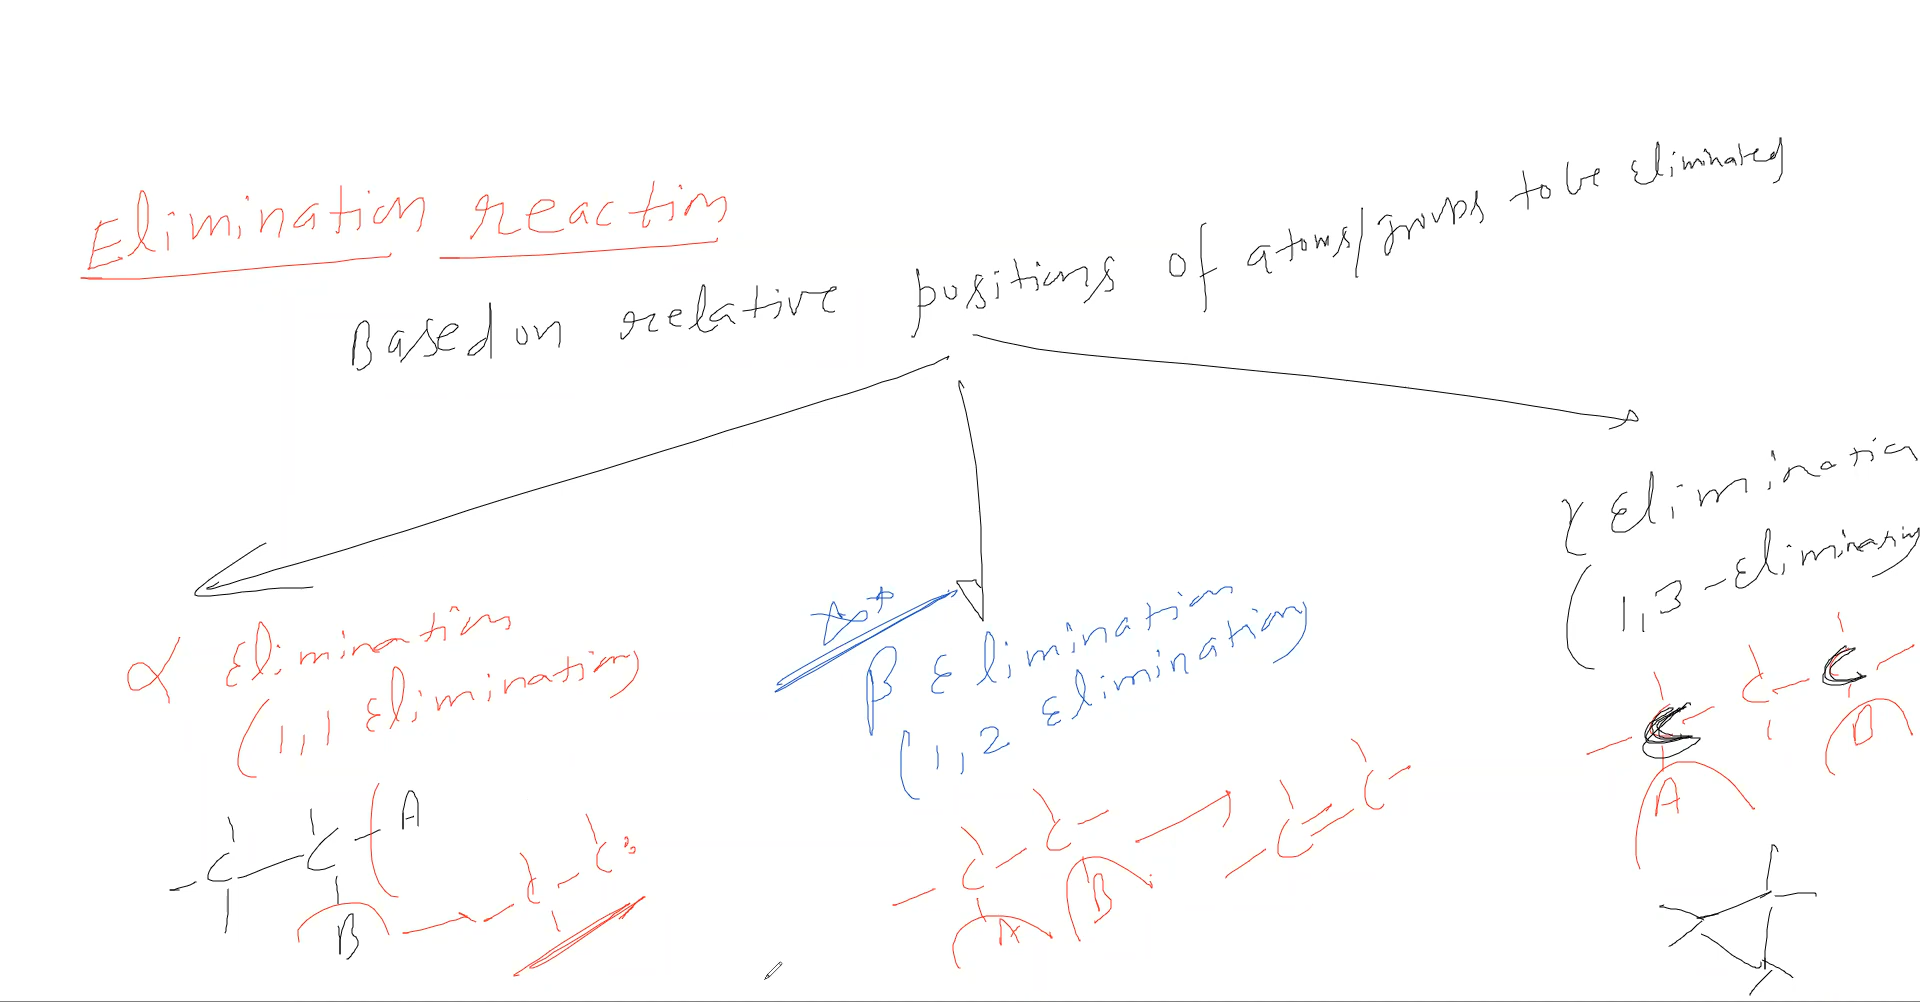 Elimination reaction
Based on relative positions of atoms/groups to be eliminated
α Elimination
(1,1 Elimination)
β Elimination
(1,2 Elimination)
γ Elimination
(1,3-Elimination
C C A
B
C C:
C C
A B
C C
C C C
A B